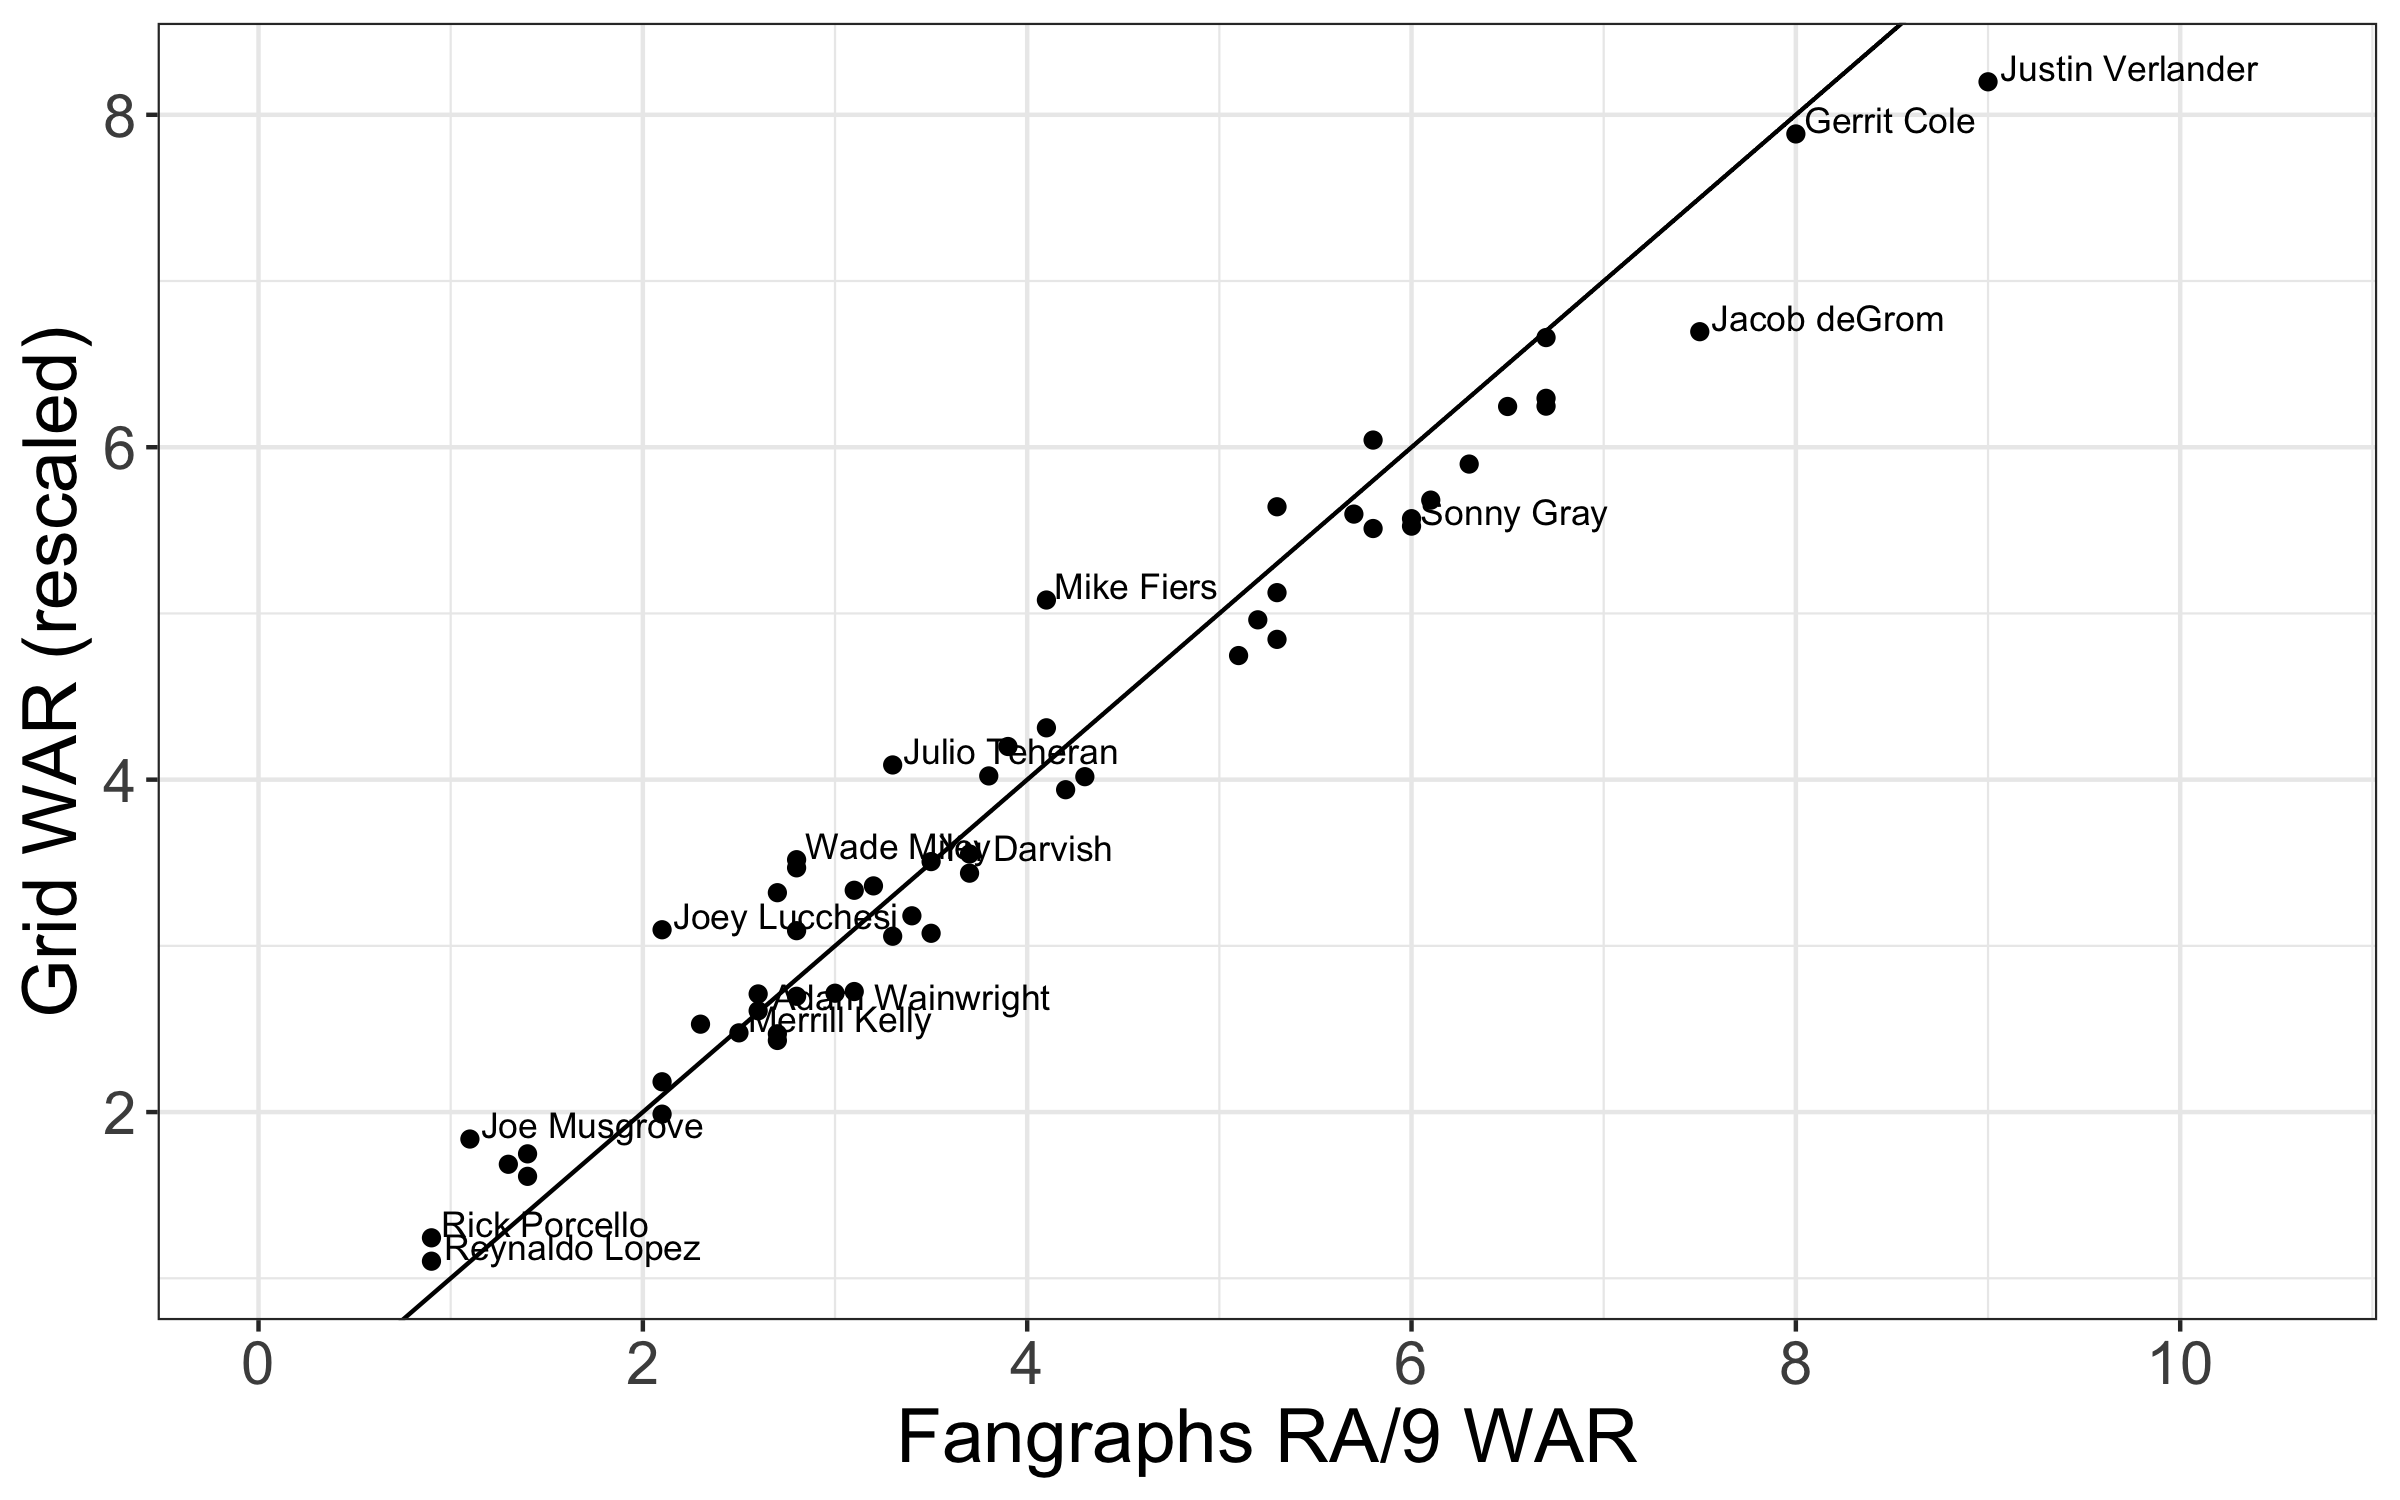 Justin Verlander
8
Gerrit Cole
Jacob deGrom
6
Sonny Gray
Mike Fiers
Grid WAR (rescaled)
Julio Teheran
4
Wade Miley
Yu Darvish
Joey Lucchesi
Adam Wainwright
Merrill Kelly
2
Joe Musgrove
Rick Porcello
Reynaldo Lopez
0 2 4 6 8 10
Fangraphs RA/9 WAR